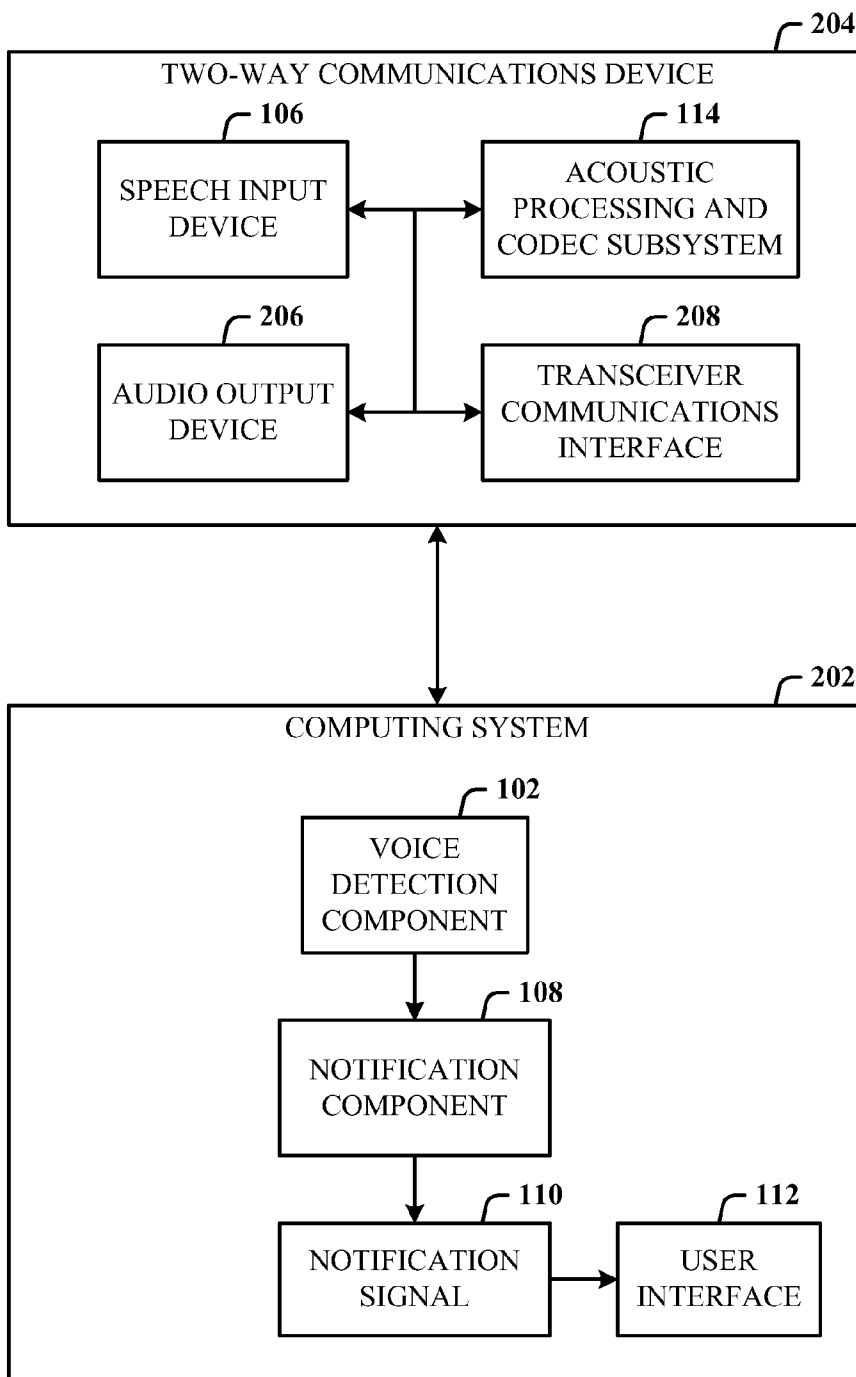 204
TWO-WAY COMMUNICATIONS DEVICE
106
SPEECH INPUT
DEVICE
114
ACOUSTIC
PROCESSING AND
CODEC SUBSYSTEM
206
AUDIO OUTPUT
DEVICE
208
TRANSCEIVER
COMMUNICATIONS
INTERFACE
202
COMPUTING SYSTEM
102
VOICE
DETECTION
COMPONENT
108
NOTIFICATION
COMPONENT
110
NOTIFICATION
SIGNAL
112
USER
INTERFACE